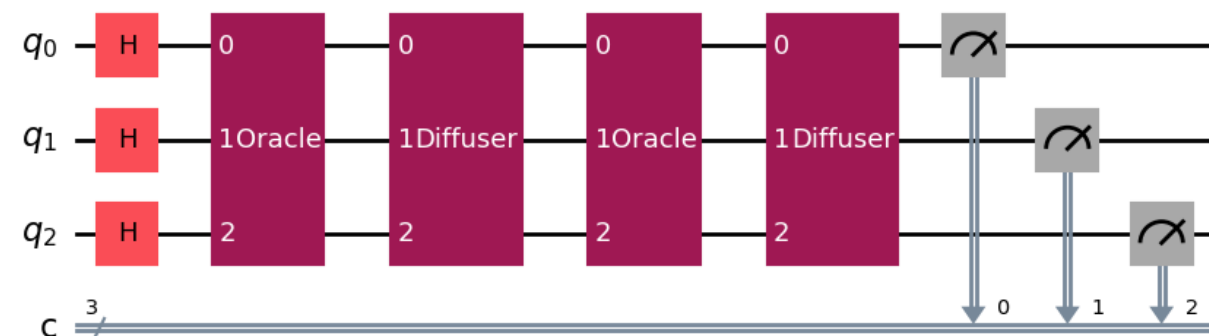 q0 H 0 0 0 0
q1 H 1Oracle 1Diffuser 1Oracle 1Diffuser
q2 H 2 2 2 2
c 3 0 1 2